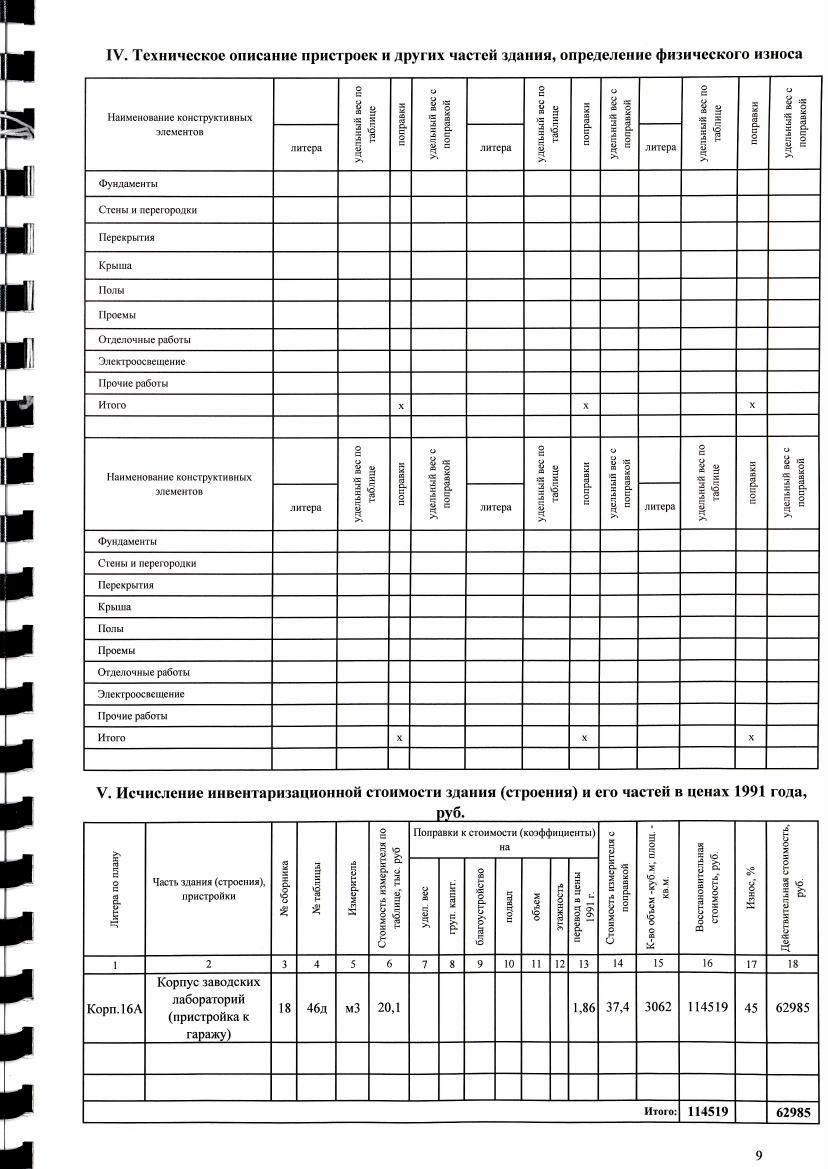 IV. Техническое описание пристроек и других частей здания, определение физического износа
Наименование конструктивных элементов | литера | удельный вес по таблице | поправки | удельный вес с поправкой | литера | удельный вес по таблице | поправки | удельный вес с поправкой | литера | удельный вес по таблице | поправки | удельный вес с поправкой
Фундаменты
Стены и перегородки
Перекрытия
Крыша
Полы
Проемы
Отделочные работы
Электроосвещение
Прочие работы
Итого x x x
Наименование конструктивных элементов | литера | удельный вес по таблице | поправки | удельный вес с поправкой | литера | удельный вес по таблице | поправки | удельный вес с поправкой | литера | удельный вес по таблице | поправки | удельный вес с поправкой
Фундаменты
Стены и перегородки
Перекрытия
Крыша
Полы
Проемы
Отделочные работы
Электроосвещение
Прочие работы
Итого x x x
V. Исчисление инвентаризационной стоимости здания (строения) и его частей в ценах 1991 года,
руб.
Литера по плану | Часть здания (строения), пристройки | № сборника | № таблицы | Измеритель | Стоимость измерителя по таблице, тыс. руб | Поправки к стоимости (коэффициенты) на | удел. вес | груп. капит. | благоустройство | подвал | объем | этажность | перевод в цены 1991 г. | Стоимость измерителя с поправкой | К-во объем -куб.м; площ. - кв.м. | Восстановительная стоимость, руб. | Износ, % | Действительная стоимость, руб.
1 2 3 4 5 6 7 8 9 10 11 12 13 14 15 16 17 18
Корп.16А | Корпус заводских лабораторий (пристройка к гаражу) | 18 | 46д | м3 | 20,1 | 1,86 | 37,4 | 3062 | 114519 | 45 | 62985
Итого: 114519 62985
9